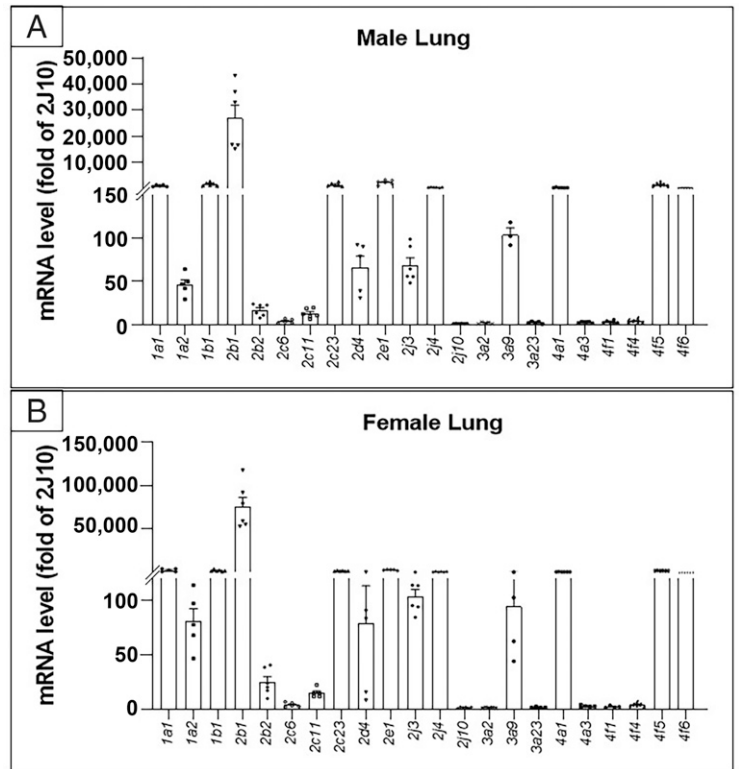 A
Male Lung
mRNA level (fold of 2J10)
50,000
40,000
30,000
20,000
10,000
150
100
50
0
1a1
1a2
1b1
2b1
2b2
2c6
2c11
2c23
2d4
2e1
2j3
2j4
2j10
3a2
3a9
3a23
4a1
4a3
4f1
4f4
4f5
4f6
B
Female Lung
mRNA level (fold of 2J10)
150,000
100,000
50,000
100
50
0
1a1
1a2
1b1
2b1
2b2
2c6
2c11
2c23
2d4
2e1
2j3
2j4
2j10
3a2
3a9
3a23
4a1
4a3
4f1
4f4
4f5
4f6